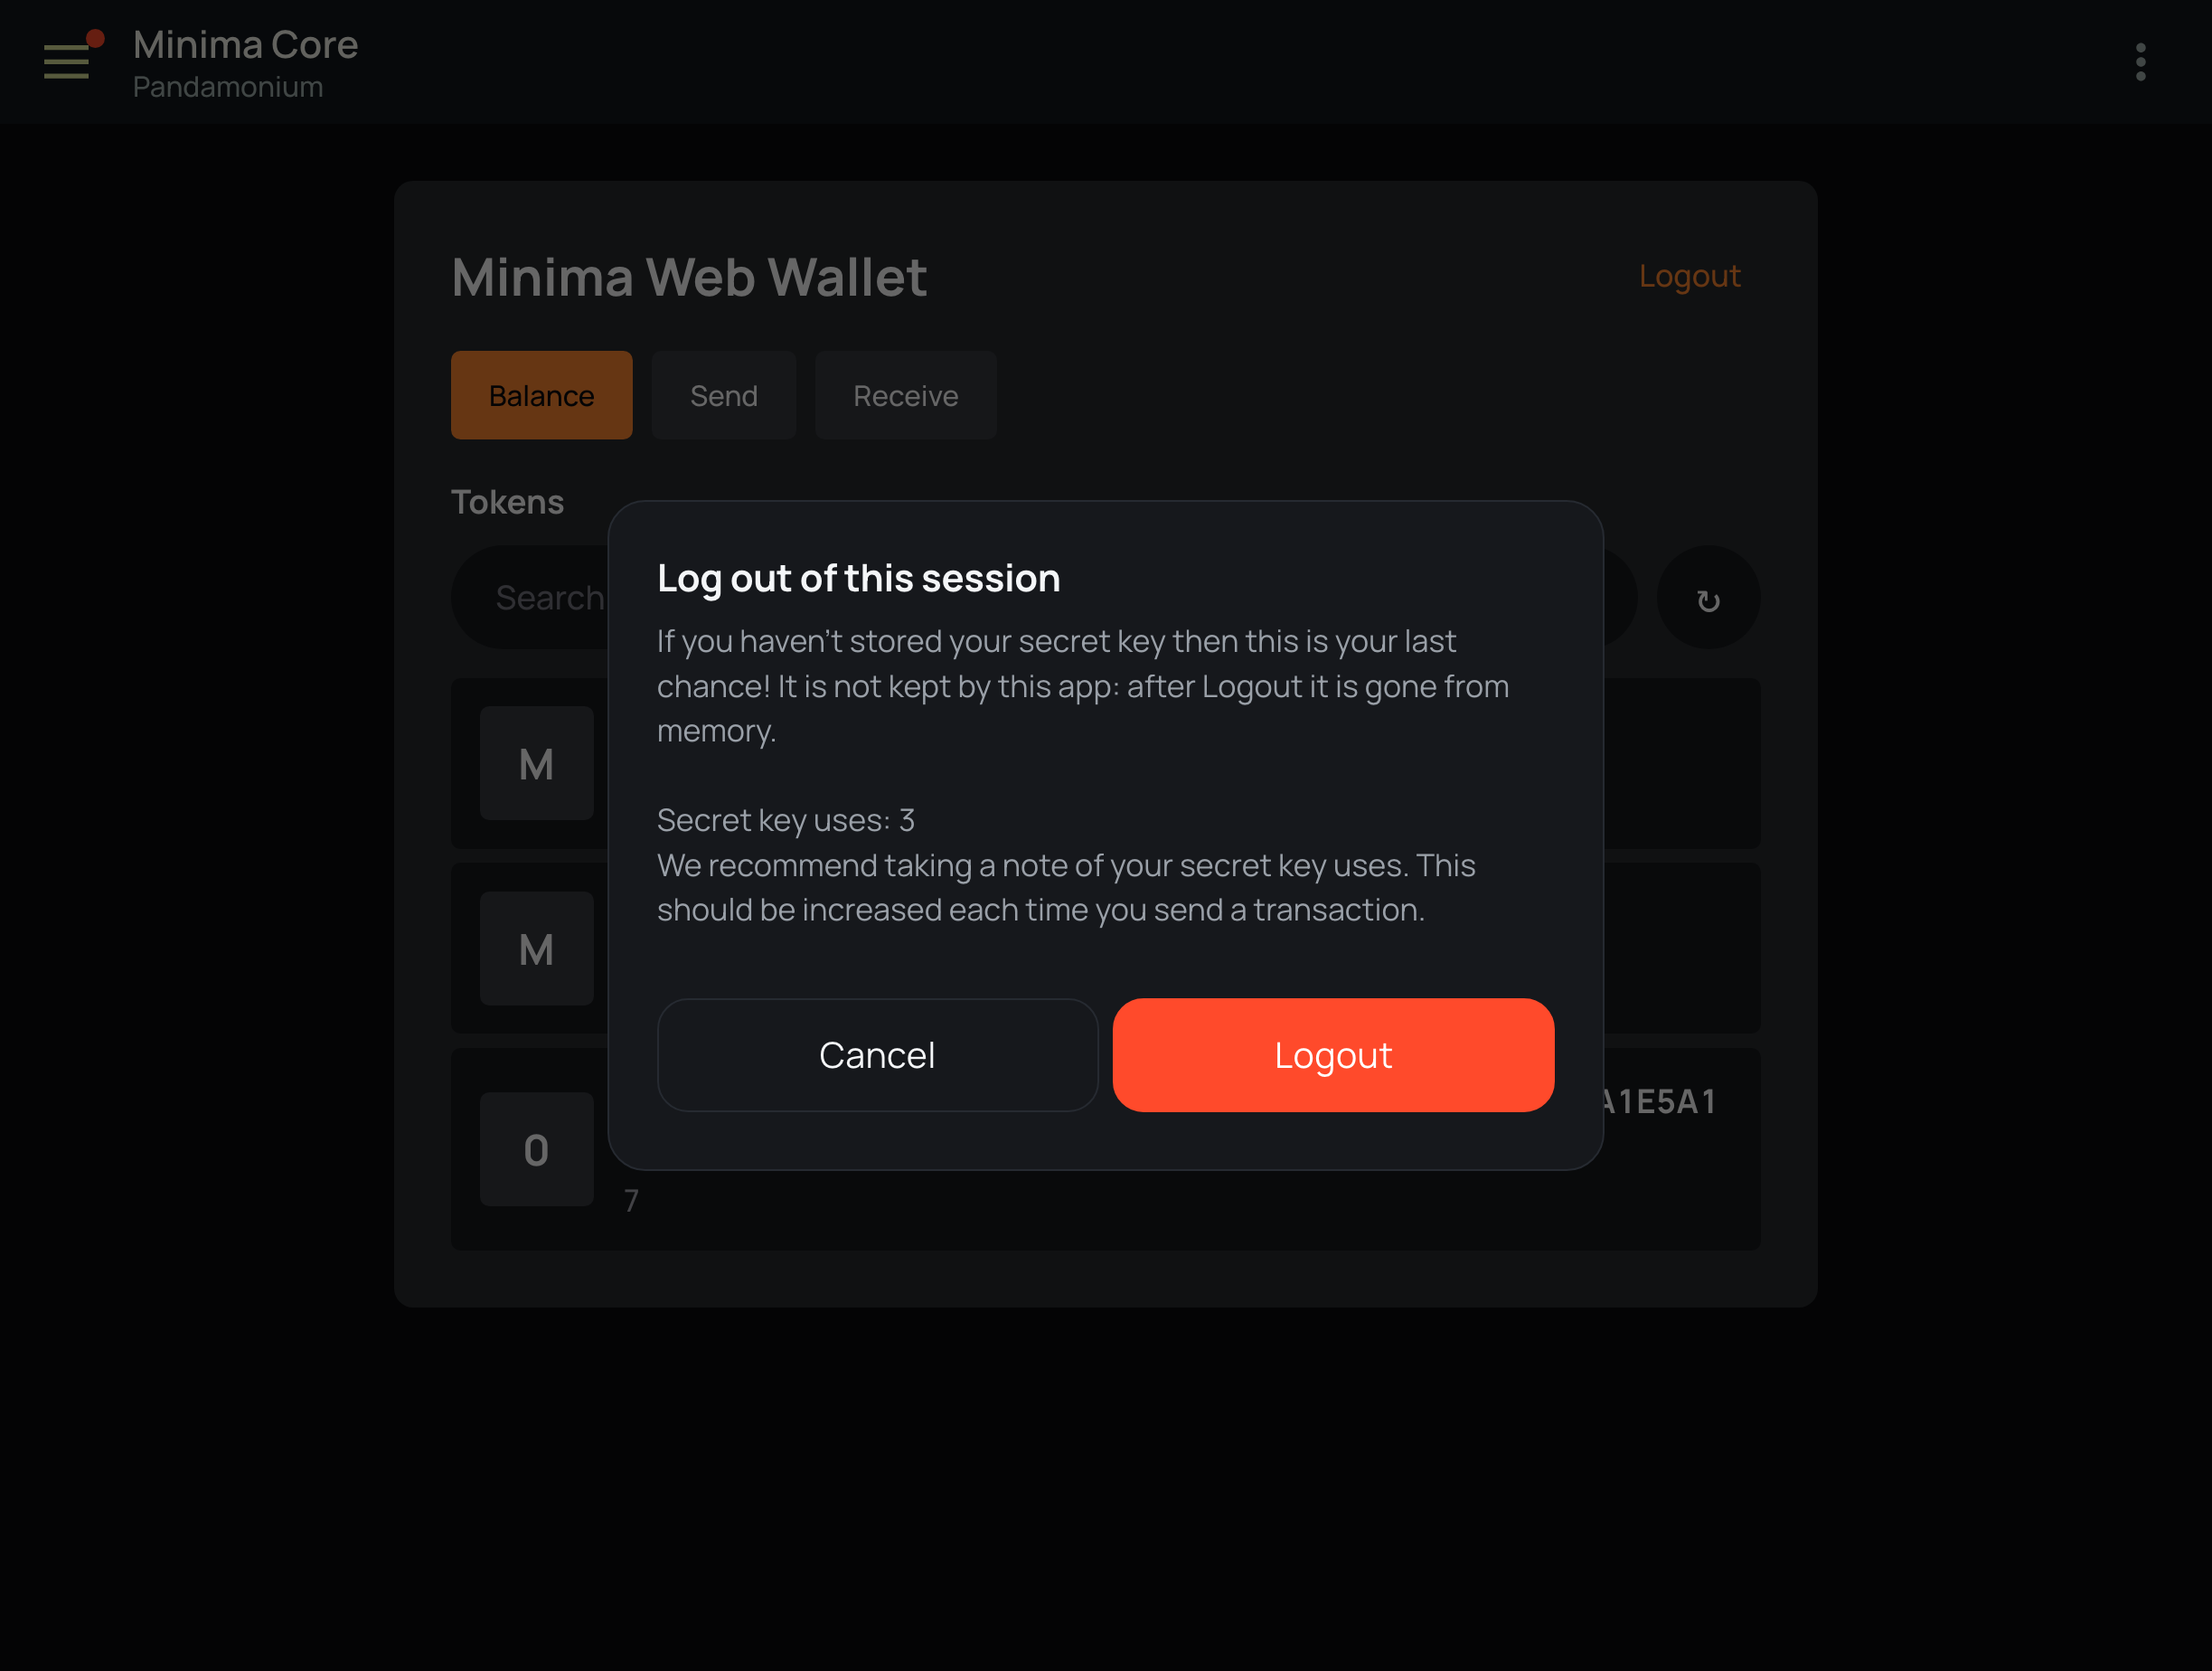 Minima Core
Pandamonium
Minima Web Wallet
Logout
Balance
Send
Receive
Tokens
Search
Log out of this session
If you haven't stored your secret key then this is your last
chance! It is not kept by this app: after Logout it is gone from
memory.
Secret key uses: 3
We recommend taking a note of your secret key uses. This
should be increased each time you send a transaction.
Cancel
Logout
M
M
0
A1E5A1
7